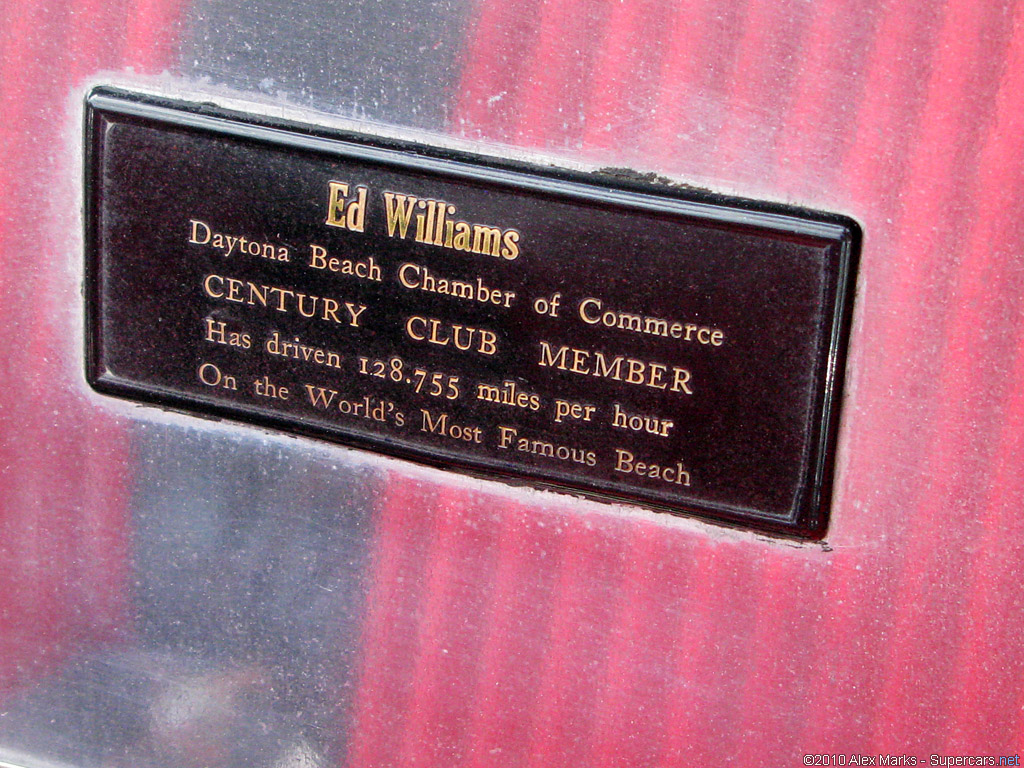 Ed Williams
Daytona Beach Chamber of Commerce
CENTURY CLUB MEMBER
Has driven 128.755 miles per hour
On the World's Most Famous Beach
©2010 Alex Marks - Supercars.net